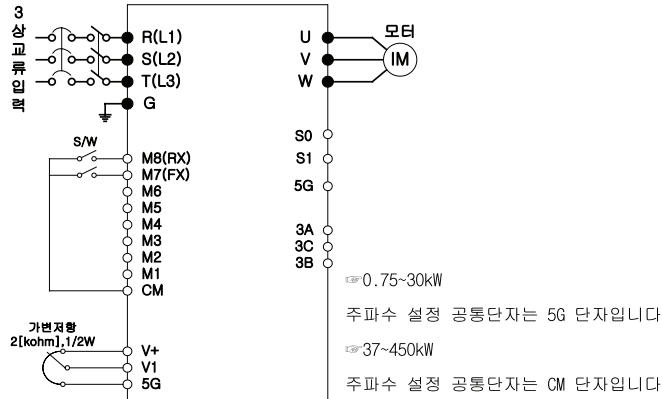 3상교류입력
R(L1)
S(L2)
T(L3)
G
U
V
W
모터
IM
S/W
M8(RX)
M7(FX)
M6
M5
M4
M3
M2
M1
CM
S0
S1
5G
3A
3C
3B
가변저항
2[kohm],1/2W
V+
V1
5G
☞0.75~30kW
주파수 설정 공통단자는 5G 단자입니다
☞37~450kW
주파수 설정 공통단자는 CM 단자입니다